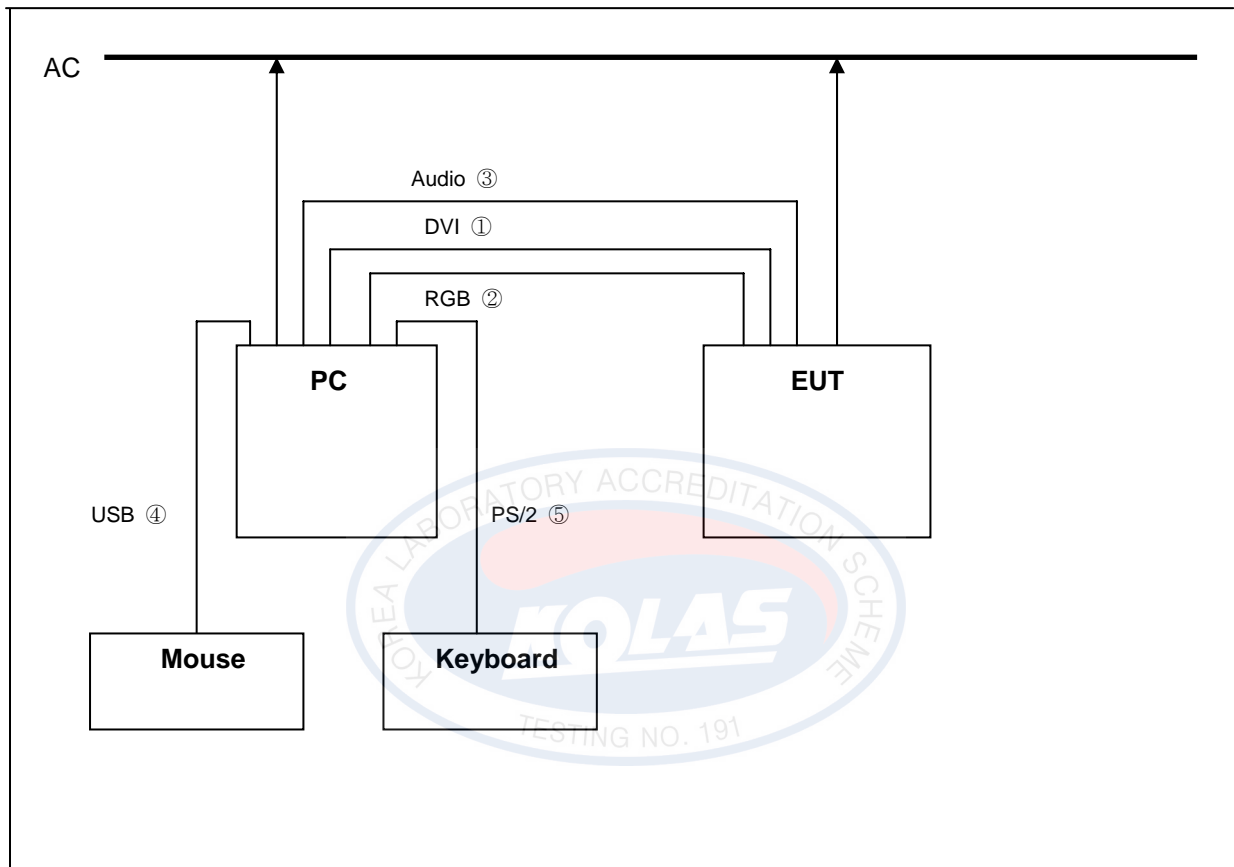 AC
Audio ③
DVI ①
RGB ②
PC
EUT
USB ④
PS/2 ⑤
Mouse
Keyboard
KOREA LABORATORY ACCREDITATION SCHEME
KOLAS
TESTING NO. 191